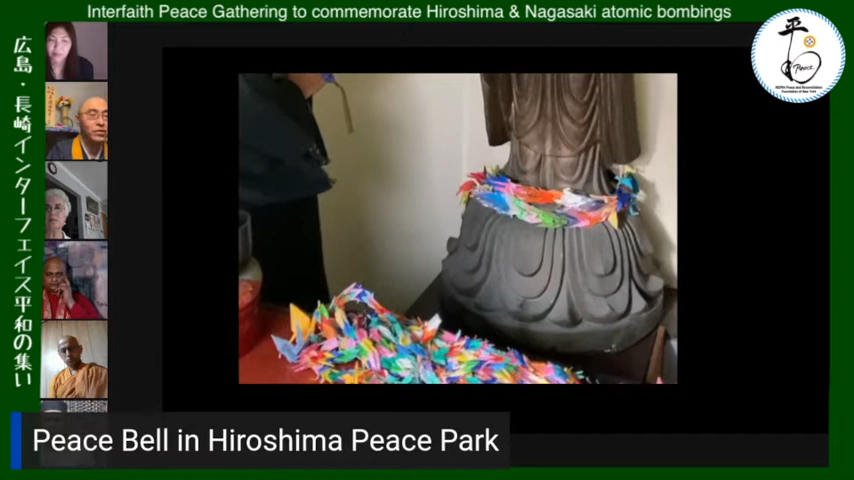 Interfaith Peace Gathering to commemorate Hiroshima & Nagasaki atomic bombings
広島・長崎インターフェイス平和の集い
平
Peace
Peace Bell in Hiroshima Peace Park